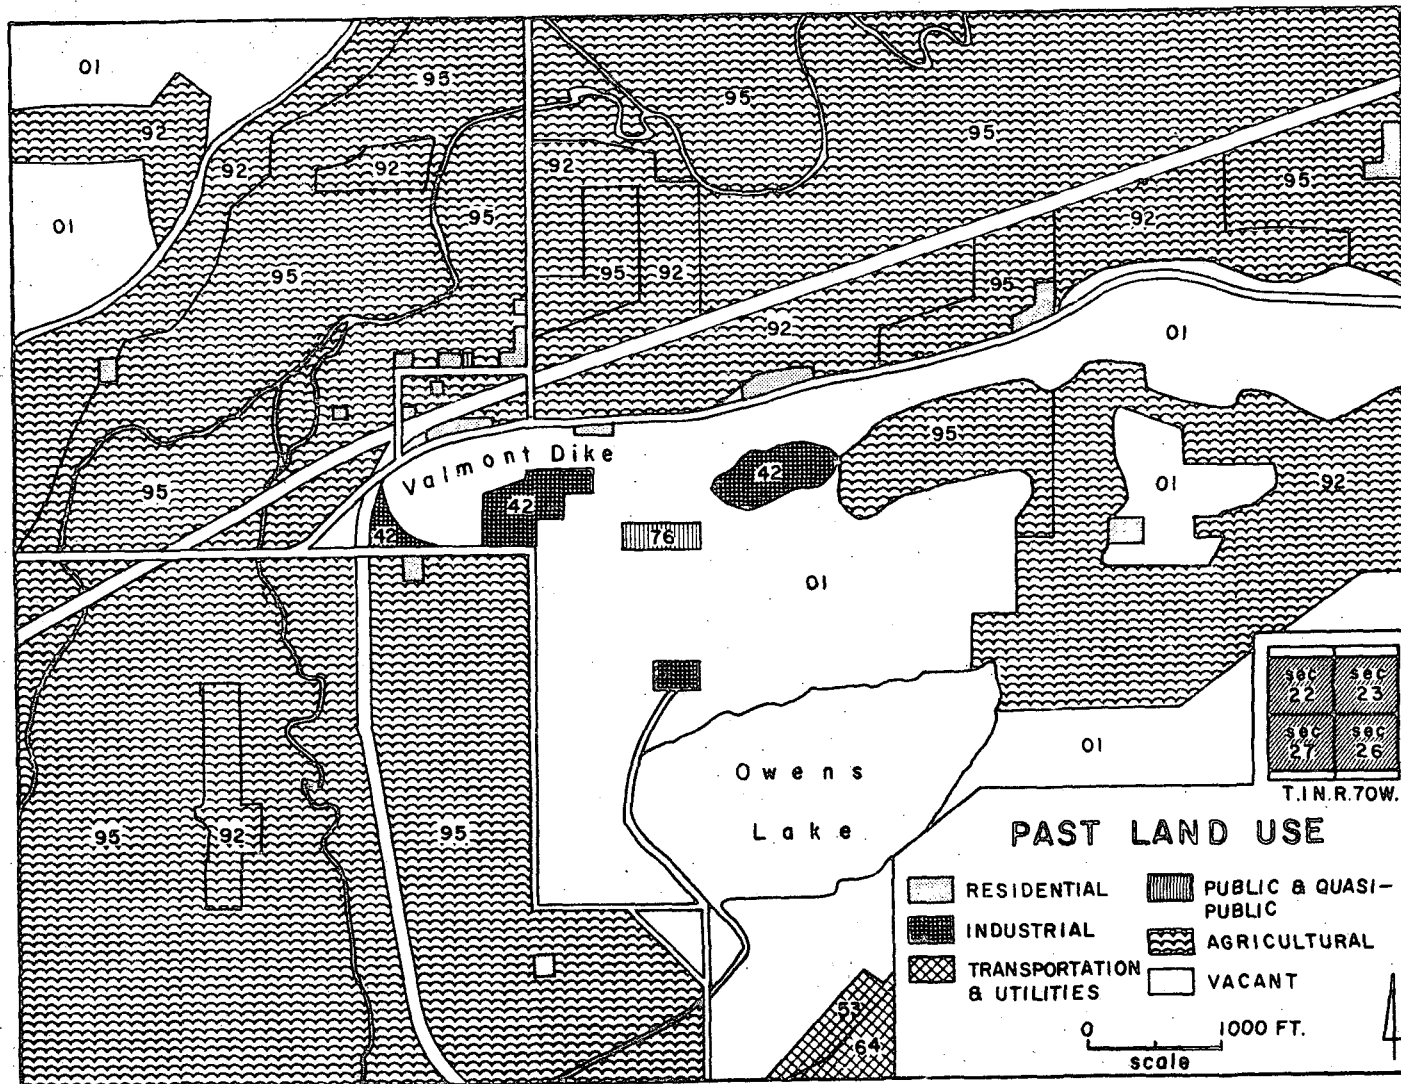 01
95
95
95
92
92
92
92
95
01
95
92
95
95
92
95
92
01
95
Valmont Dike
42
01
92
95
42
42
76
01
sec 22
sec 23
sec 27
sec 26
T.I N.R.70W.
01
Owens
Lake
95
92
95
PAST LAND USE
RESIDENTIAL
PUBLIC & QUASI-
PUBLIC
INDUSTRIAL
AGRICULTURAL
TRANSPORTATION
& UTILITIES
VACANT
53
64
0 1000 FT.
scale